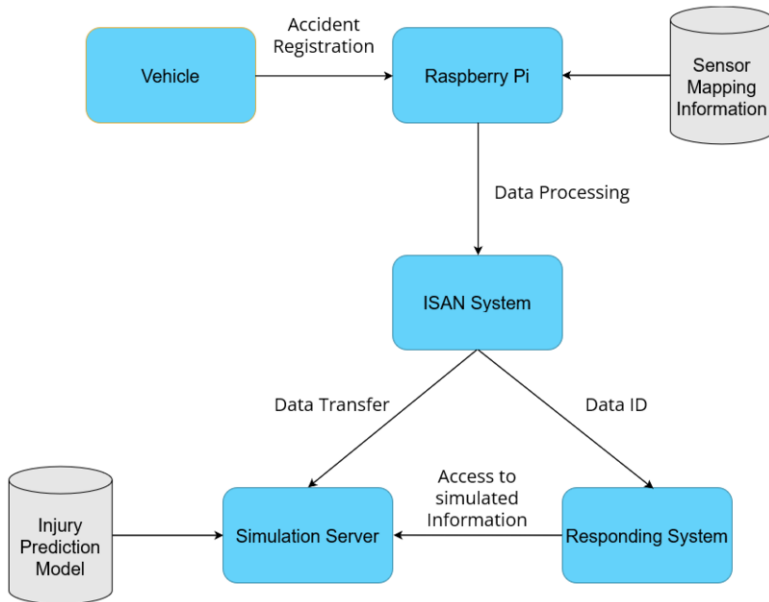 Accident
Registration
Vehicle
Raspberry Pi
Sensor
Mapping
Information
Data Processing
ISAN System
Data Transfer
Data ID
Access to
simulated
Information
Injury
Prediction
Model
Simulation Server
Responding System